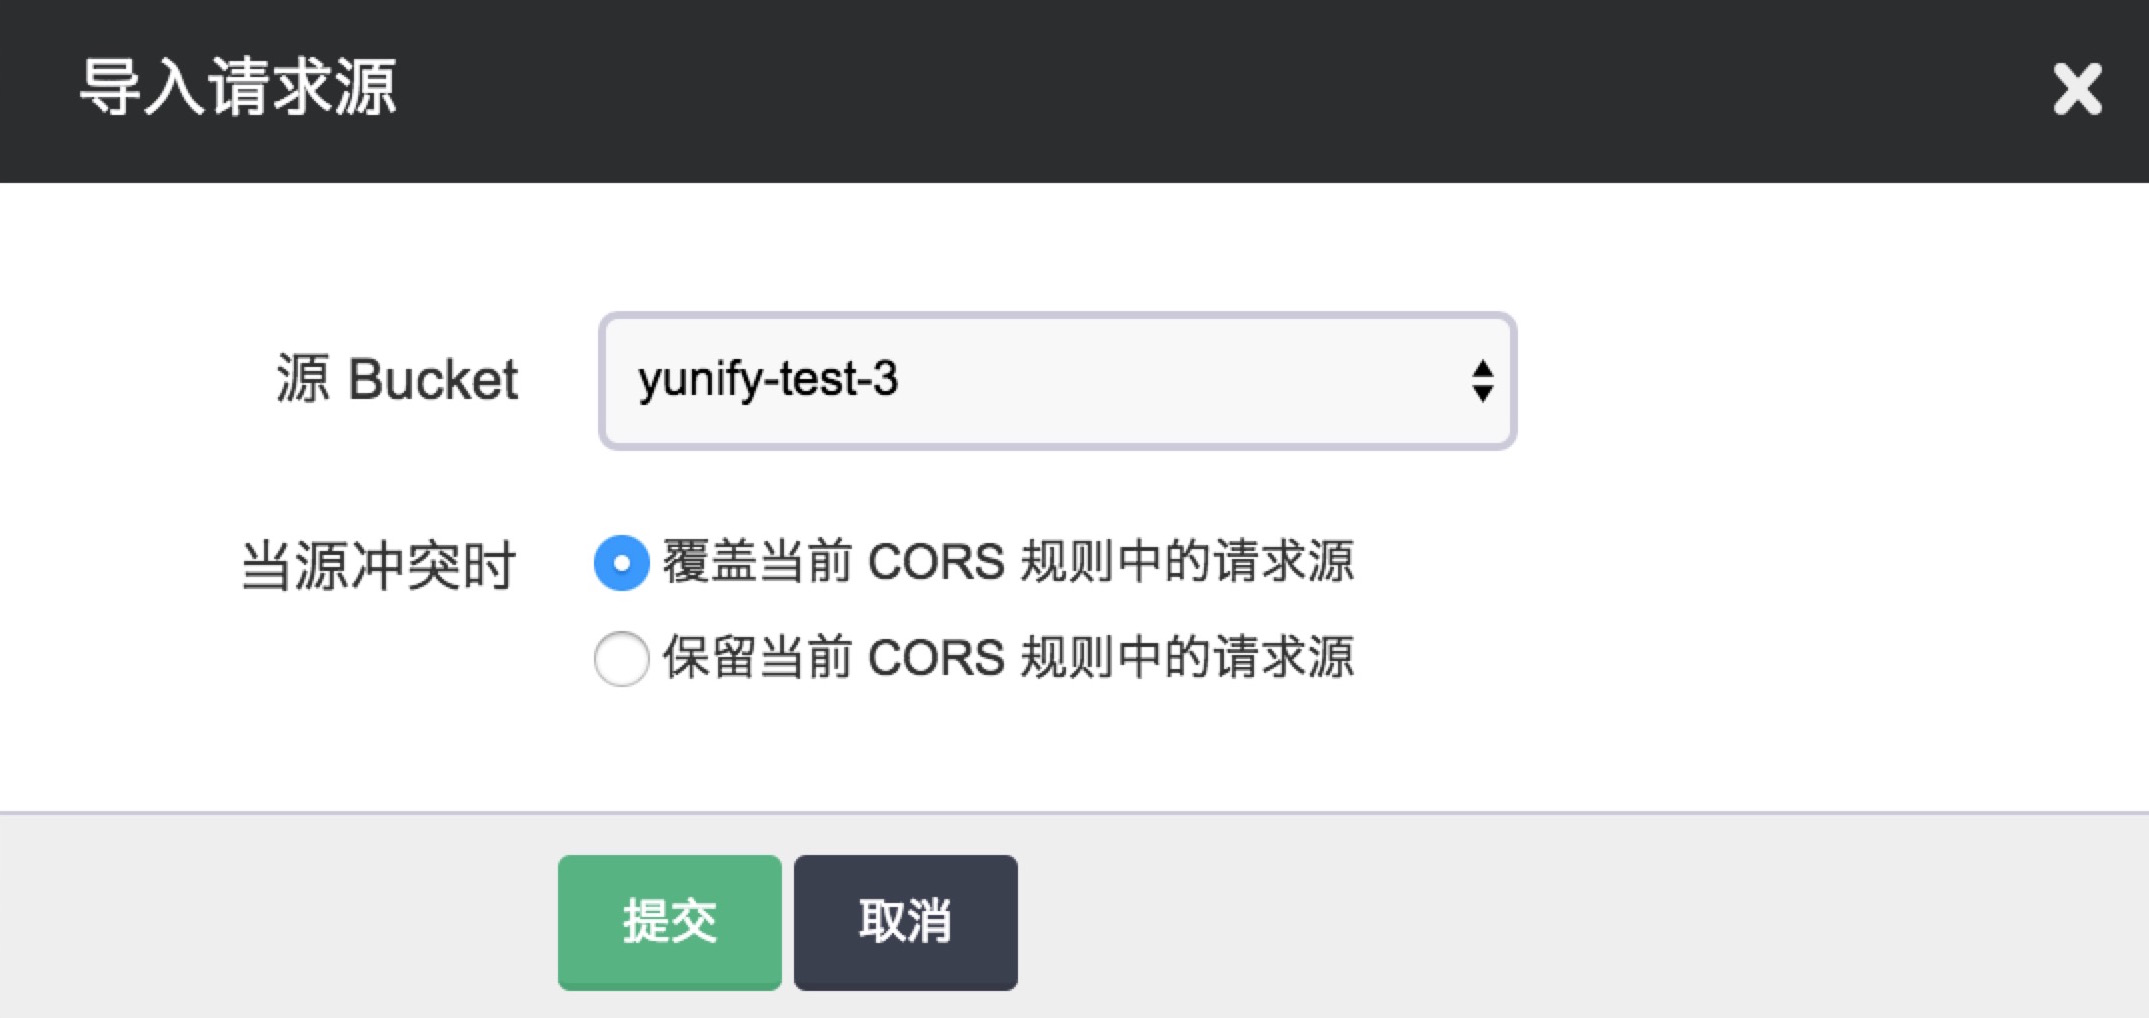 导入请求源
源 Bucket
yunify-test-3
当源冲突时
覆盖当前 CORS 规则中的请求源
保留当前 CORS 规则中的请求源
提交
取消